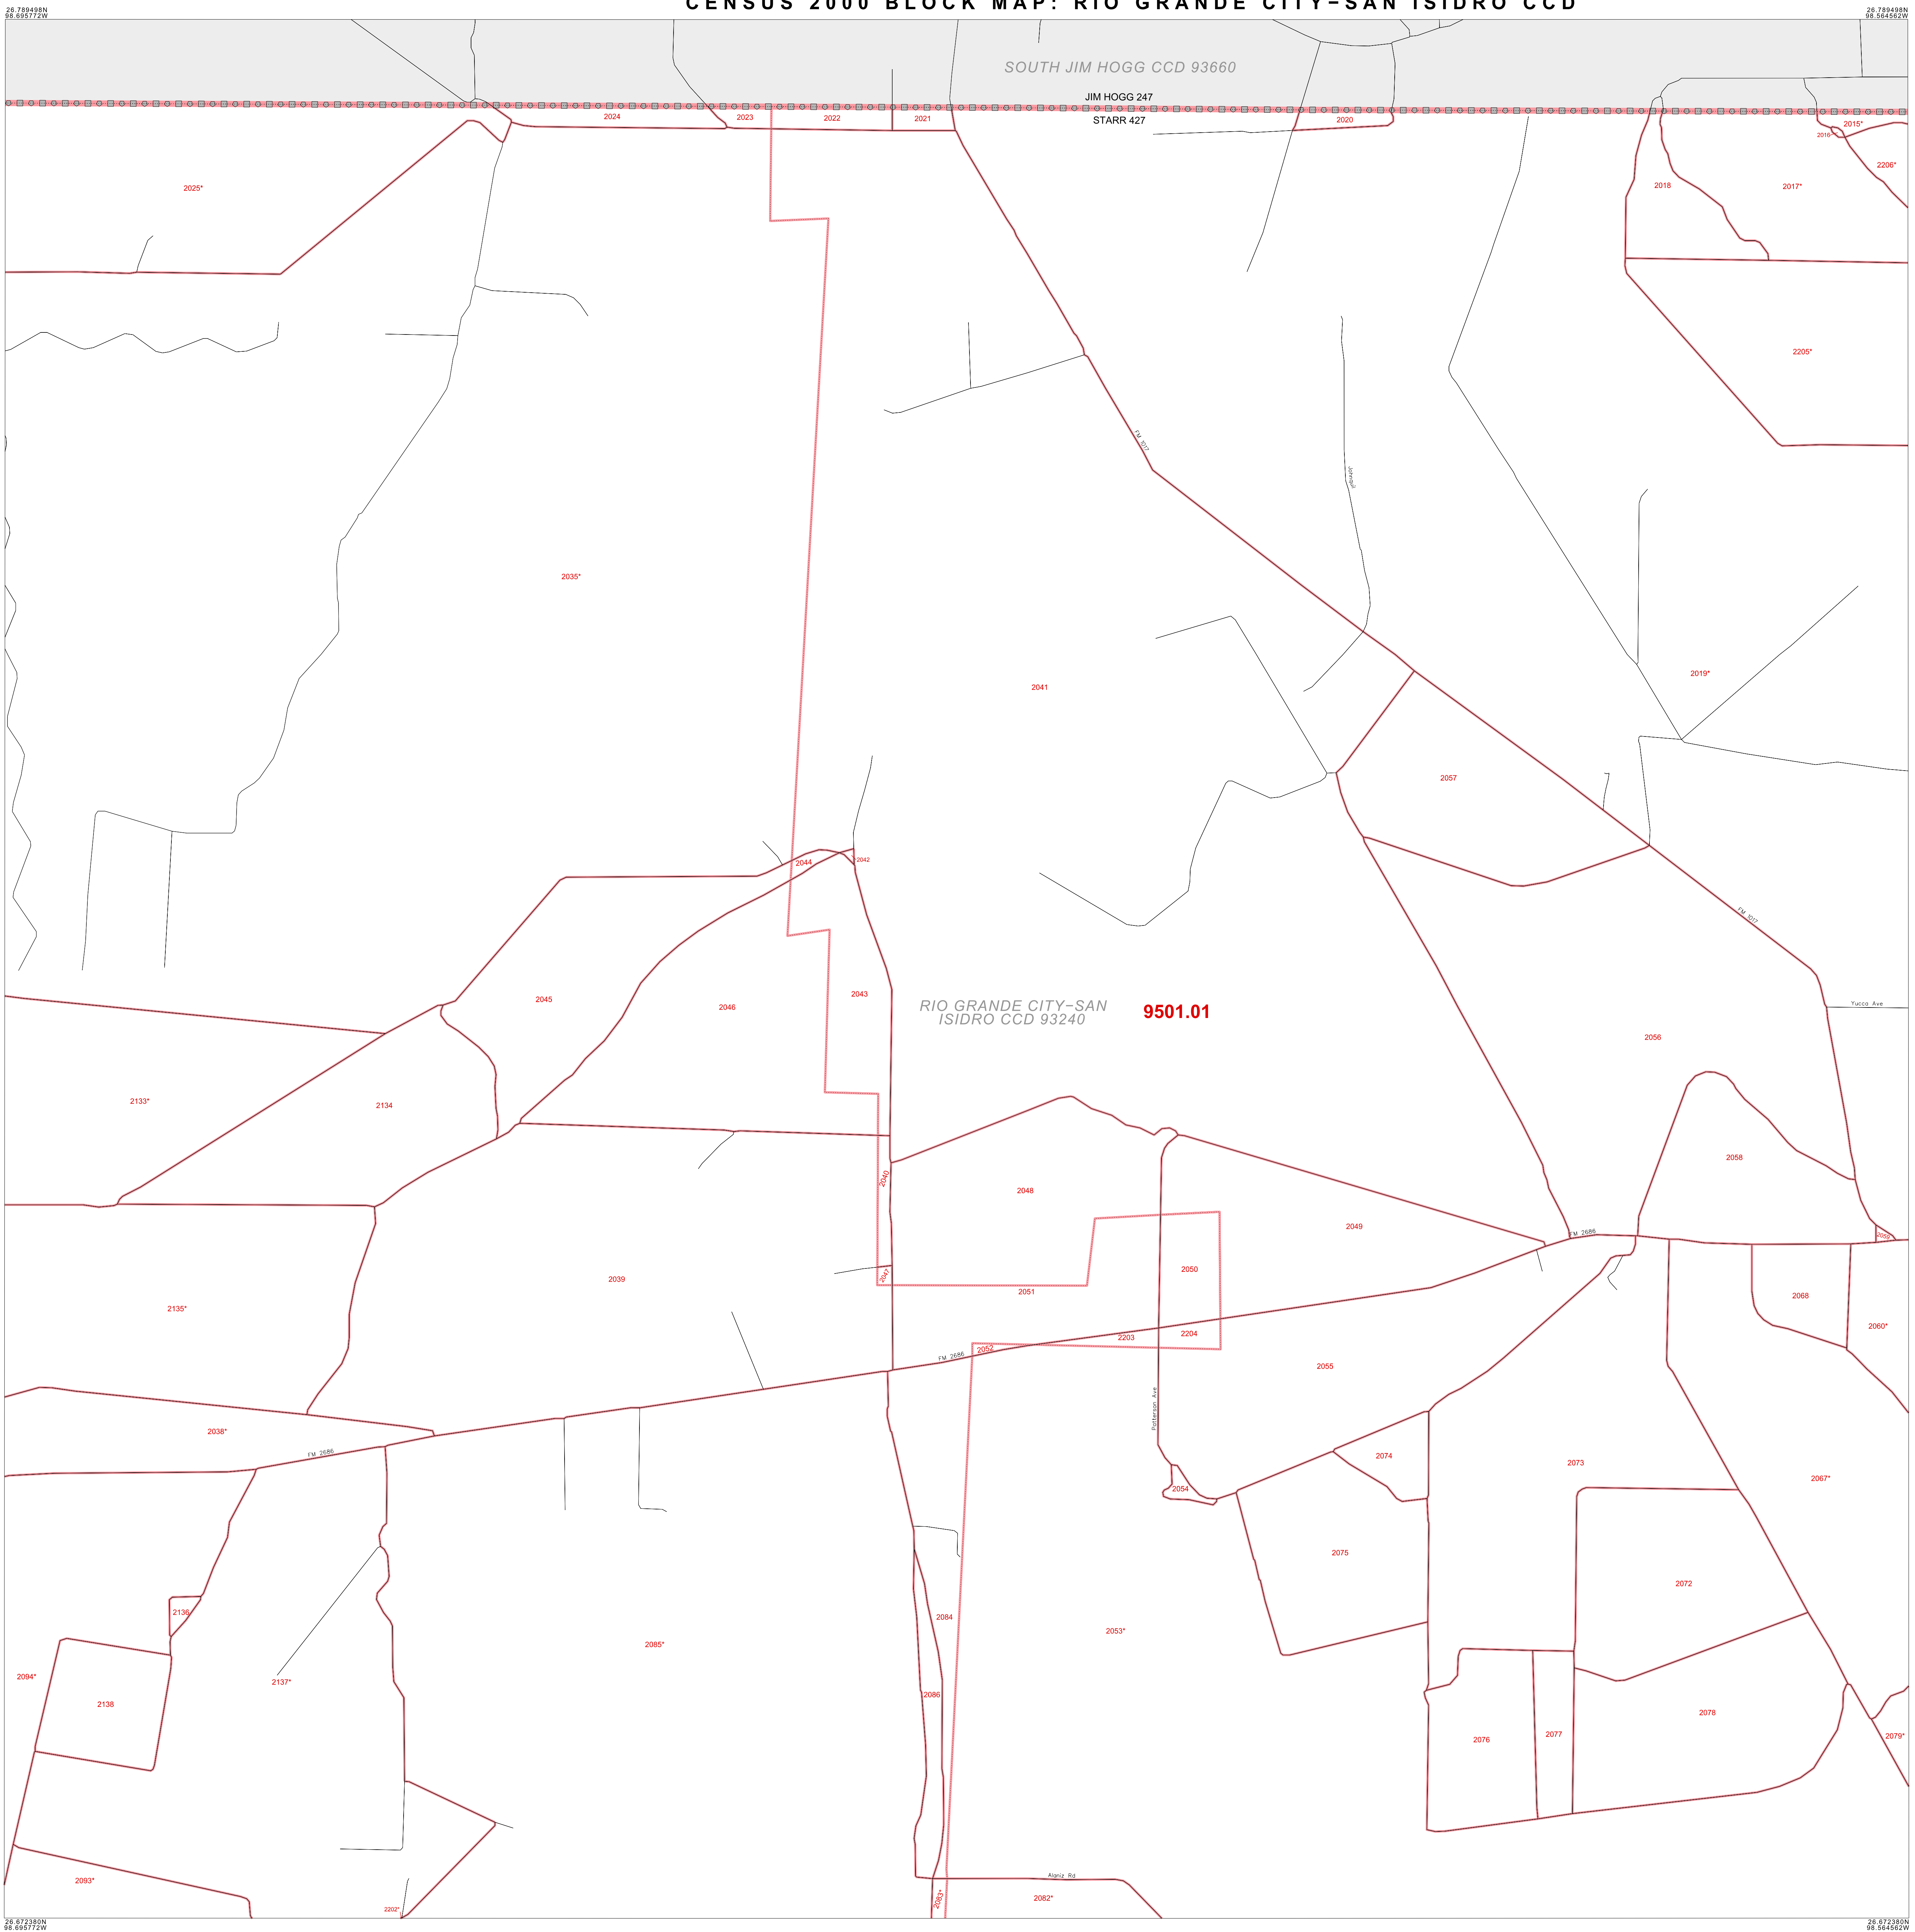 CENSUS 2000 BLOCK MAP: RIO GRANDE CITY–SAN ISIDRO CCD
26.789498N
98.695772W
26.789498N
98.564562W
SOUTH JIM HOGG CCD 93660
JIM HOGG 247
STARR 427
2024
2023
2022
2021
2020
2015*
2016*
2206*
2025*
2018
2017*
2205*
FM 1017
Johnquil
2035*
2019*
2041
2057
2044
2042
FM 1017
2045
2046
2043
RIO GRANDE CITY–SAN
ISIDRO CCD 93240
9501.01
Yucca Ave
2056
2133*
2134
2058
2040
2048
2049
FM 2686
2059
2039
2047
2050
2051
2135*
2068
2060*
2203
2204
2052
FM 2686
2055
Patterson Ave
2038*
FM 2686
2074
2073
2067*
2054
2075
2072
2136
2084
2053*
2085*
2094*
2137*
2138
2086
2078
2076
2077
2079*
2093*
Algniz Rd
2083*
2082*
2202*
26.672380N
98.695772W
26.672380N
98.564562W